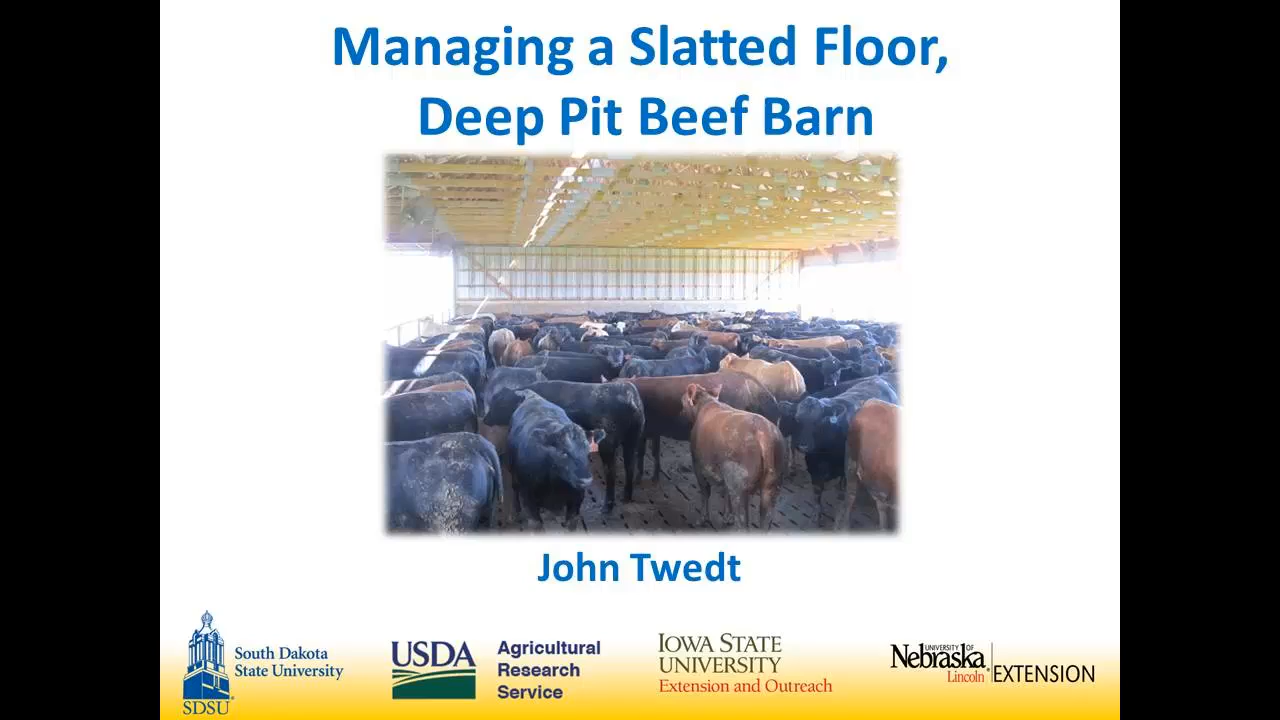 Managing a Slatted Floor,
Deep Pit Beef Barn
John Twedt
South Dakota
State University
SDSU
USDA
Agricultural
Research
Service
IOWA STATE
UNIVERSITY
Extension and Outreach
UNIVERSITY OF
Nebraska
Lincoln
EXTENSION